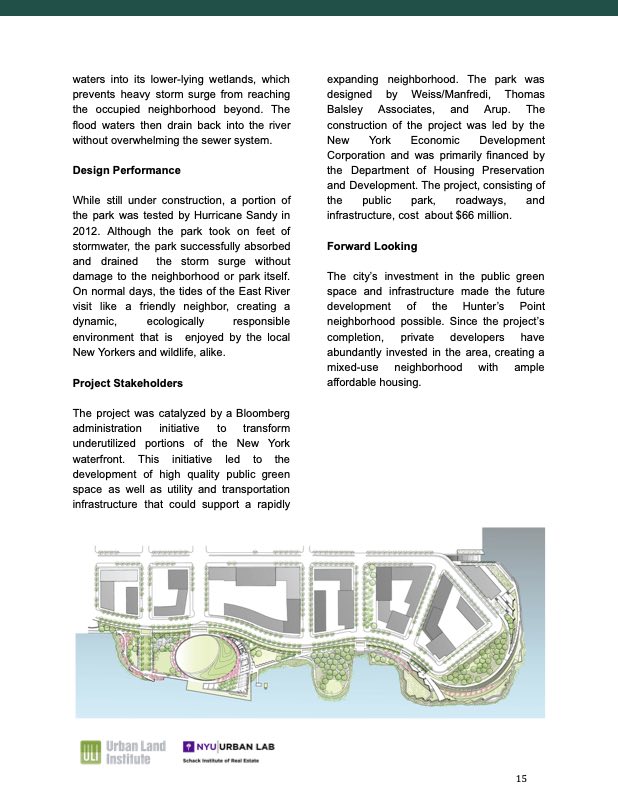 waters into its lower-lying wetlands, which
prevents heavy storm surge from reaching
the occupied neighborhood beyond. The
flood waters then drain back into the river
without overwhelming the sewer system.
Design Performance
While still under construction, a portion of
the park was tested by Hurricane Sandy in
2012. Although the park took on feet of
stormwater, the park successfully absorbed
and drained the storm surge without
damage to the neighborhood or park itself.
On normal days, the tides of the East River
visit like a friendly neighbor, creating a
dynamic, ecologically responsible
environment that is enjoyed by the local
New Yorkers and wildlife, alike.
Project Stakeholders
The project was catalyzed by a Bloomberg
administration initiative to transform
underutilized portions of the New York
waterfront. This initiative led to the
development of high quality public green
space as well as utility and transportation
infrastructure that could support a rapidly
expanding neighborhood. The park was
designed by Weiss/Manfredi, Thomas
Balsley Associates, and Arup. The
construction of the project was led by the
New York Economic Development
Corporation and was primarily financed by
the Department of Housing Preservation
and Development. The project, consisting of
the public park, roadways, and
infrastructure, cost about $66 million.
Forward Looking
The city's investment in the public green
space and infrastructure made the future
development of the Hunter's Point
neighborhood possible. Since the project's
completion, private developers have
abundantly invested in the area, creating a
mixed-use neighborhood with ample
affordable housing.
ULI Urban Land
Institute
NYU URBAN LAB
Schack Institute of Real Estate
15